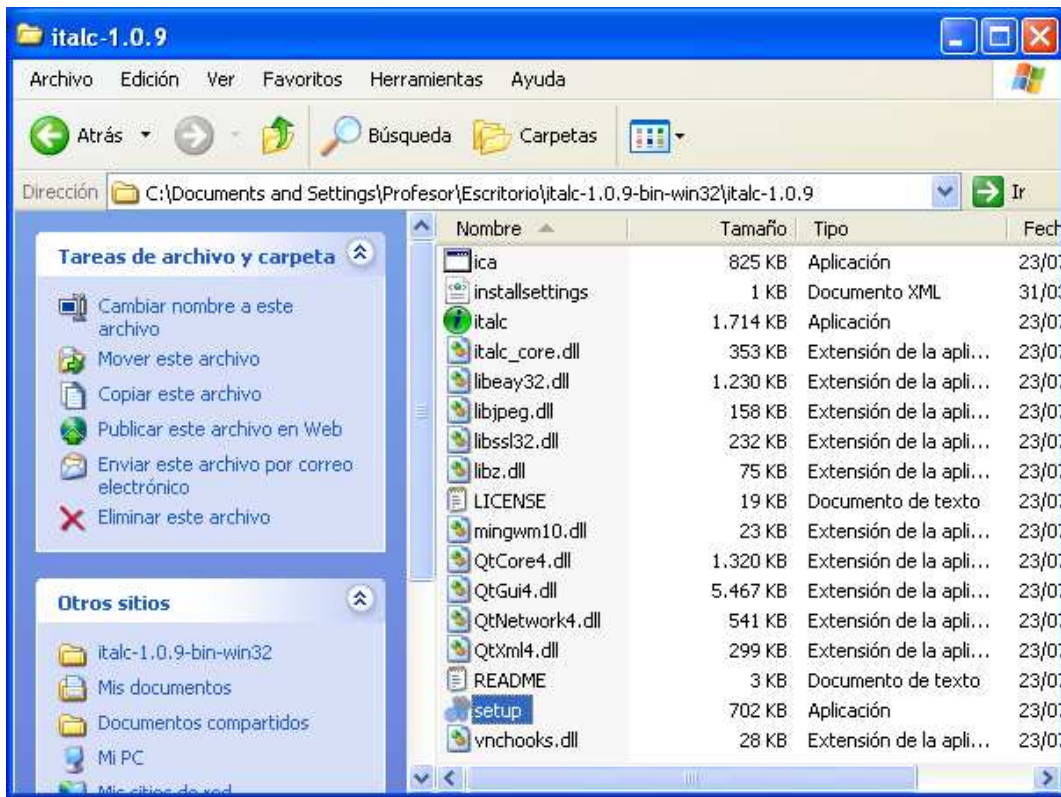 italc-1.0.9
Archivo Edición Ver Favoritos Herramientas Ayuda
Atrás Búsqueda Carpetas
Dirección C:\Documents and Settings\Profesor\Escritorio\italc-1.0.9-bin-win32\italc-1.0.9 Ir
Tareas de archivo y carpeta
Cambiar nombre a este
archivo
Mover este archivo
Copiar este archivo
Publicar este archivo en Web
Enviar este archivo por correo
electrónico
Eliminar este archivo
Otros sitios
italc-1.0.9-bin-win32
Mis documentos
Documentos compartidos
Mi PC
Mis sitios de red
Nombre Tamaño Tipo Fech
ica 825 KB Aplicación 23/07
installsettings 1 KB Documento XML 31/03
italc 1.714 KB Aplicación 23/07
italc_core.dll 353 KB Extensión de la apli... 23/07
libeay32.dll 1.230 KB Extensión de la apli... 23/07
libjpeg.dll 158 KB Extensión de la apli... 23/07
libssl32.dll 232 KB Extensión de la apli... 23/07
libz.dll 75 KB Extensión de la apli... 23/07
LICENSE 19 KB Documento de texto 23/07
mingwm10.dll 23 KB Extensión de la apli... 23/07
QtCore4.dll 1.320 KB Extensión de la apli... 23/07
QtGui4.dll 5.467 KB Extensión de la apli... 23/07
QtNetwork4.dll 541 KB Extensión de la apli... 23/07
QtXml4.dll 299 KB Extensión de la apli... 23/07
README 3 KB Documento de texto 23/07
setup 702 KB Aplicación 23/07
vnchooks.dll 28 KB Extensión de la apli... 23/07